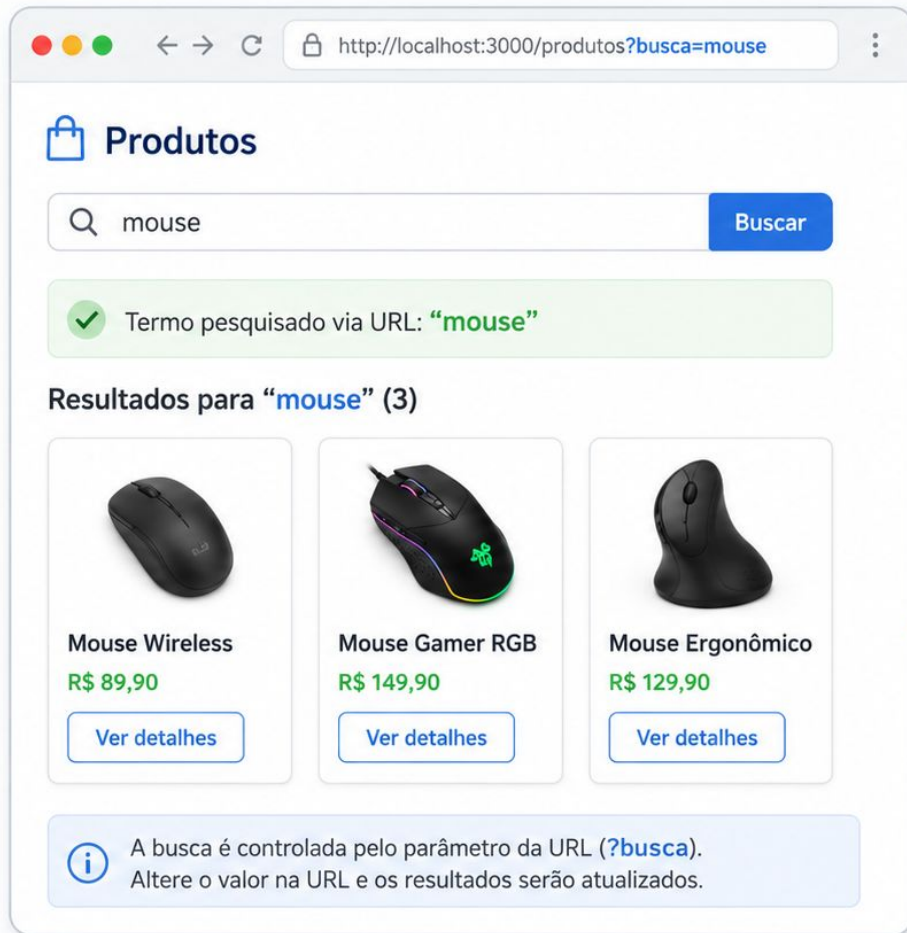 http://localhost:3000/produtos?busca=mouse
Produtos
mouse
Buscar
Termo pesquisado via URL: “mouse”
Resultados para “mouse” (3)
Mouse Wireless
R$ 89,90
Ver detalhes
Mouse Gamer RGB
R$ 149,90
Ver detalhes
Mouse Ergonômico
R$ 129,90
Ver detalhes
A busca é controlada pelo parâmetro da URL (?busca).
Altere o valor na URL e os resultados serão atualizados.